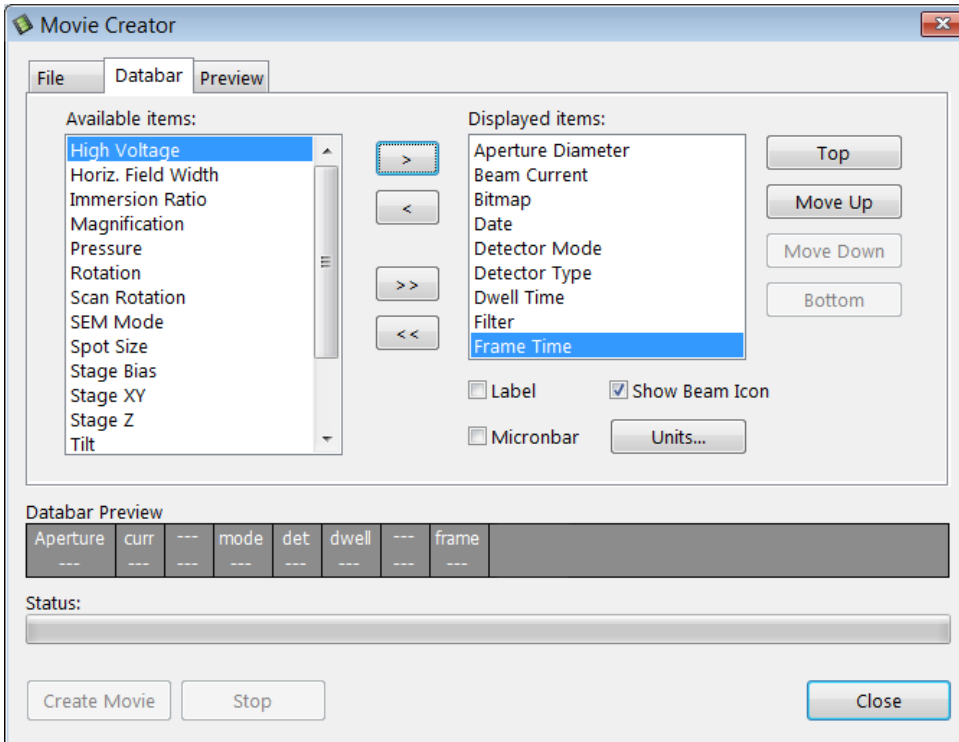 Movie Creator
File Databar Preview
Available items:
High Voltage
Horiz. Field Width
Immersion Ratio
Magnification
Pressure
Rotation
Scan Rotation
SEM Mode
Spot Size
Stage Bias
Stage XY
Stage Z
Tilt
>
<
>>
<<
Displayed items:
Aperture Diameter
Beam Current
Bitmap
Date
Detector Mode
Detector Type
Dwell Time
Filter
Frame Time
Top
Move Up
Move Down
Bottom
Label Show Beam Icon
Micronbar Units...
Databar Preview
Aperture curr --- mode det dwell --- frame
--- --- --- --- --- --- --- ---
Status:
Create Movie Stop Close